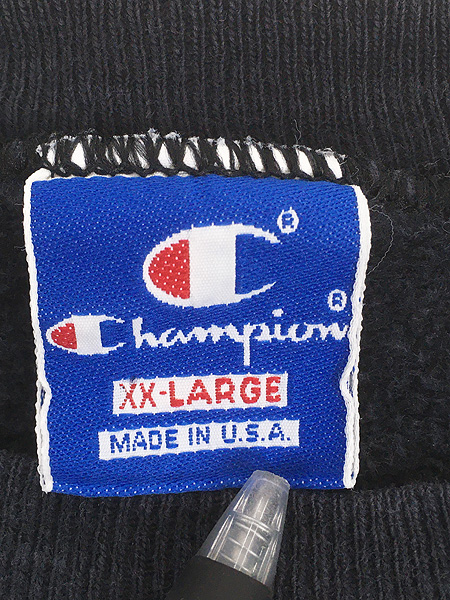 C®
Champion®
XX-LARGE
MADE IN U.S.A.